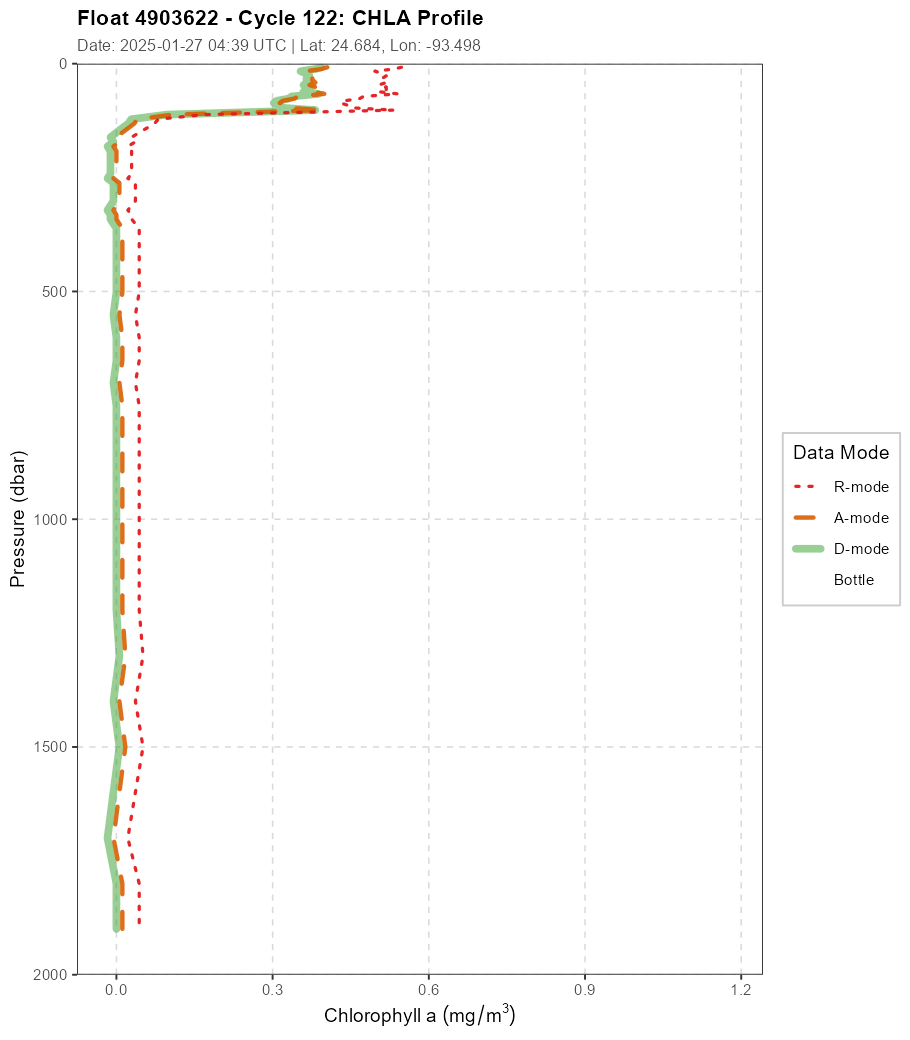 Float 4903622 - Cycle 122: CHLA Profile
Date: 2025-01-27 04:39 UTC | Lat: 24.684, Lon: -93.498
0
500
1000
1500
2000
Pressure (dbar)
0.0 0.3 0.6 0.9 1.2
Chlorophyll a (mg/m³)
Data Mode
R-mode
A-mode
D-mode
Bottle